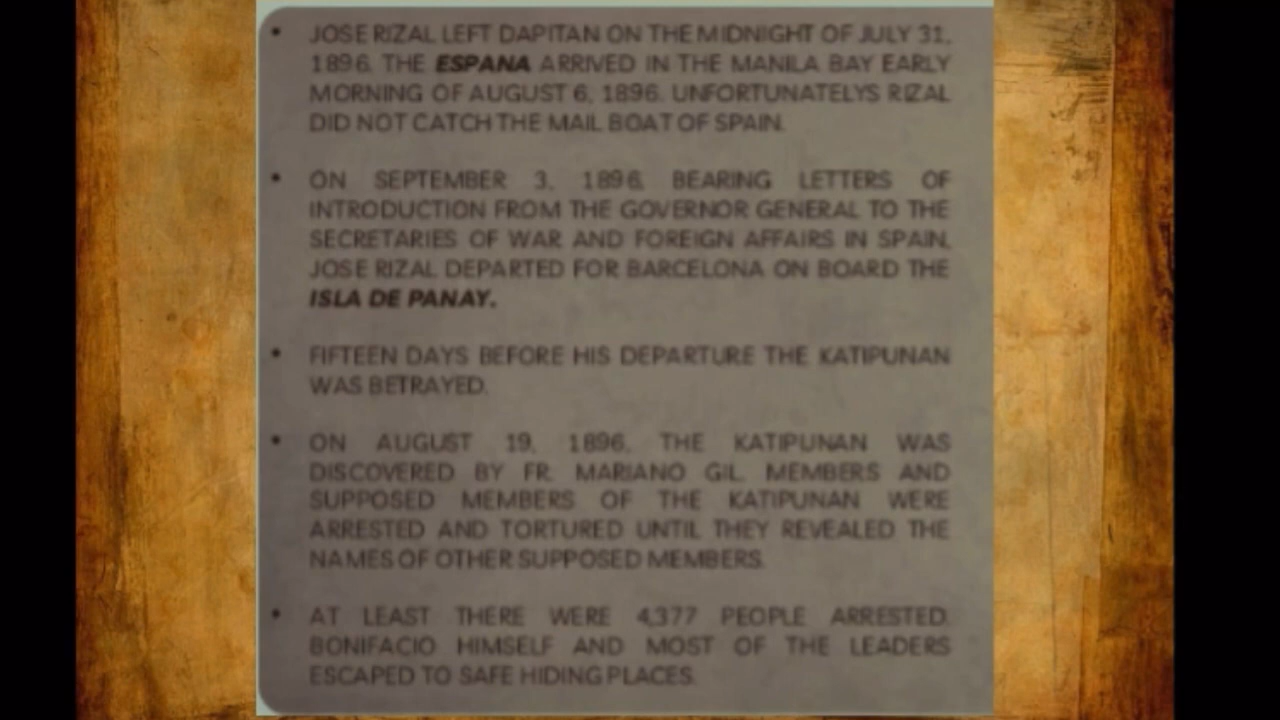 • JOSE RIZAL LEFT DAPITAN ON THE MIDNIGHT OF JULY 31,
1896. THE ESPANA ARRIVED IN THE MANILA BAY EARLY
MORNING OF AUGUST 6, 1896. UNFORTUNATELYS RIZAL
DID NOT CATCH THE MAIL BOAT OF SPAIN.
• ON SEPTEMBER 3, 1896, BEARING LETTERS OF
INTRODUCTION FROM THE GOVERNOR GENERAL TO THE
SECRETARIES OF WAR AND FOREIGN AFFAIRS IN SPAIN,
JOSE RIZAL DEPARTED FOR BARCELONA ON BOARD THE
ISLA DE PANAY.
• FIFTEEN DAYS BEFORE HIS DEPARTURE THE KATIPUNAN
WAS BETRAYED.
• ON AUGUST 19, 1896, THE KATIPUNAN WAS
DISCOVERED BY FR. MARIANO GIL. MEMBERS AND
SUPPOSED MEMBERS OF THE KATIPUNAN WERE
ARRESTED AND TORTURED UNTIL THEY REVEALED THE
NAMES OF OTHER SUPPOSED MEMBERS.
• AT LEAST THERE WERE 4,377 PEOPLE ARRESTED.
BONIFACIO HIMSELF AND MOST OF THE LEADERS
ESCAPED TO SAFE HIDING PLACES.